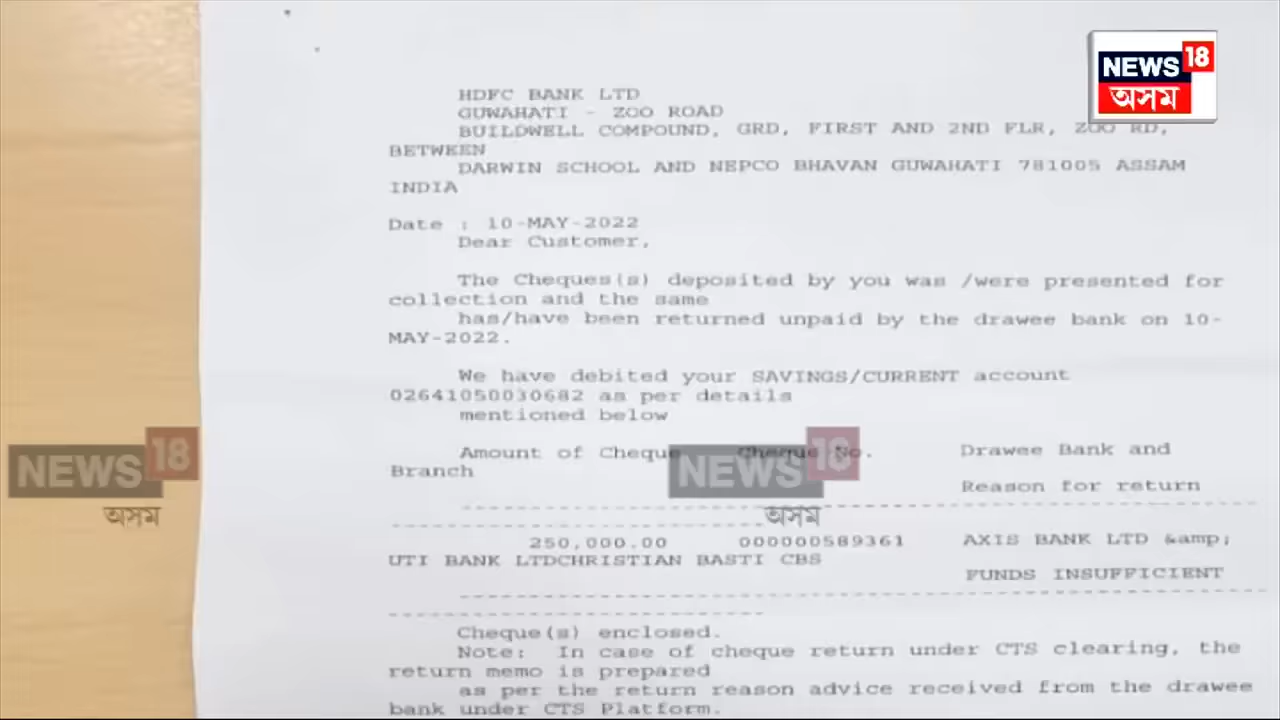 NEWS 18
অসম
HDFC BANK LTD
GUWAHATI - ZOO ROAD
BUILDWELL COMPOUND, GRD, FIRST AND 2ND FLR, ZOO RD,
BETWEEN
DARWIN SCHOOL AND NEPCO BHAVAN GUWAHATI 781005 ASSAM
INDIA
Date : 10-MAY-2022
Dear Customer,
The Cheques(s) deposited by you was /were presented for
collection and the same
has/have been returned unpaid by the drawee bank on 10-
MAY-2022.
We have debited your SAVINGS/CURRENT account
02641050030682 as per details
mentioned below
Amount of Cheque Cheque No. Drawee Bank and
Branch
Reason for return
250,000.00 000000589361 AXIS BANK LTD &amp;
UTI BANK LTDCHRISTIAN BASTI CBS
FUNDS INSUFFICIENT
Cheque(s) enclosed.
Note: In case of cheque return under CTS clearing, the
return memo is prepared
as per the return reason advice received from the drawee
bank under CTS Platform.
NEWS 18
অসম
NEWS 18
অসম